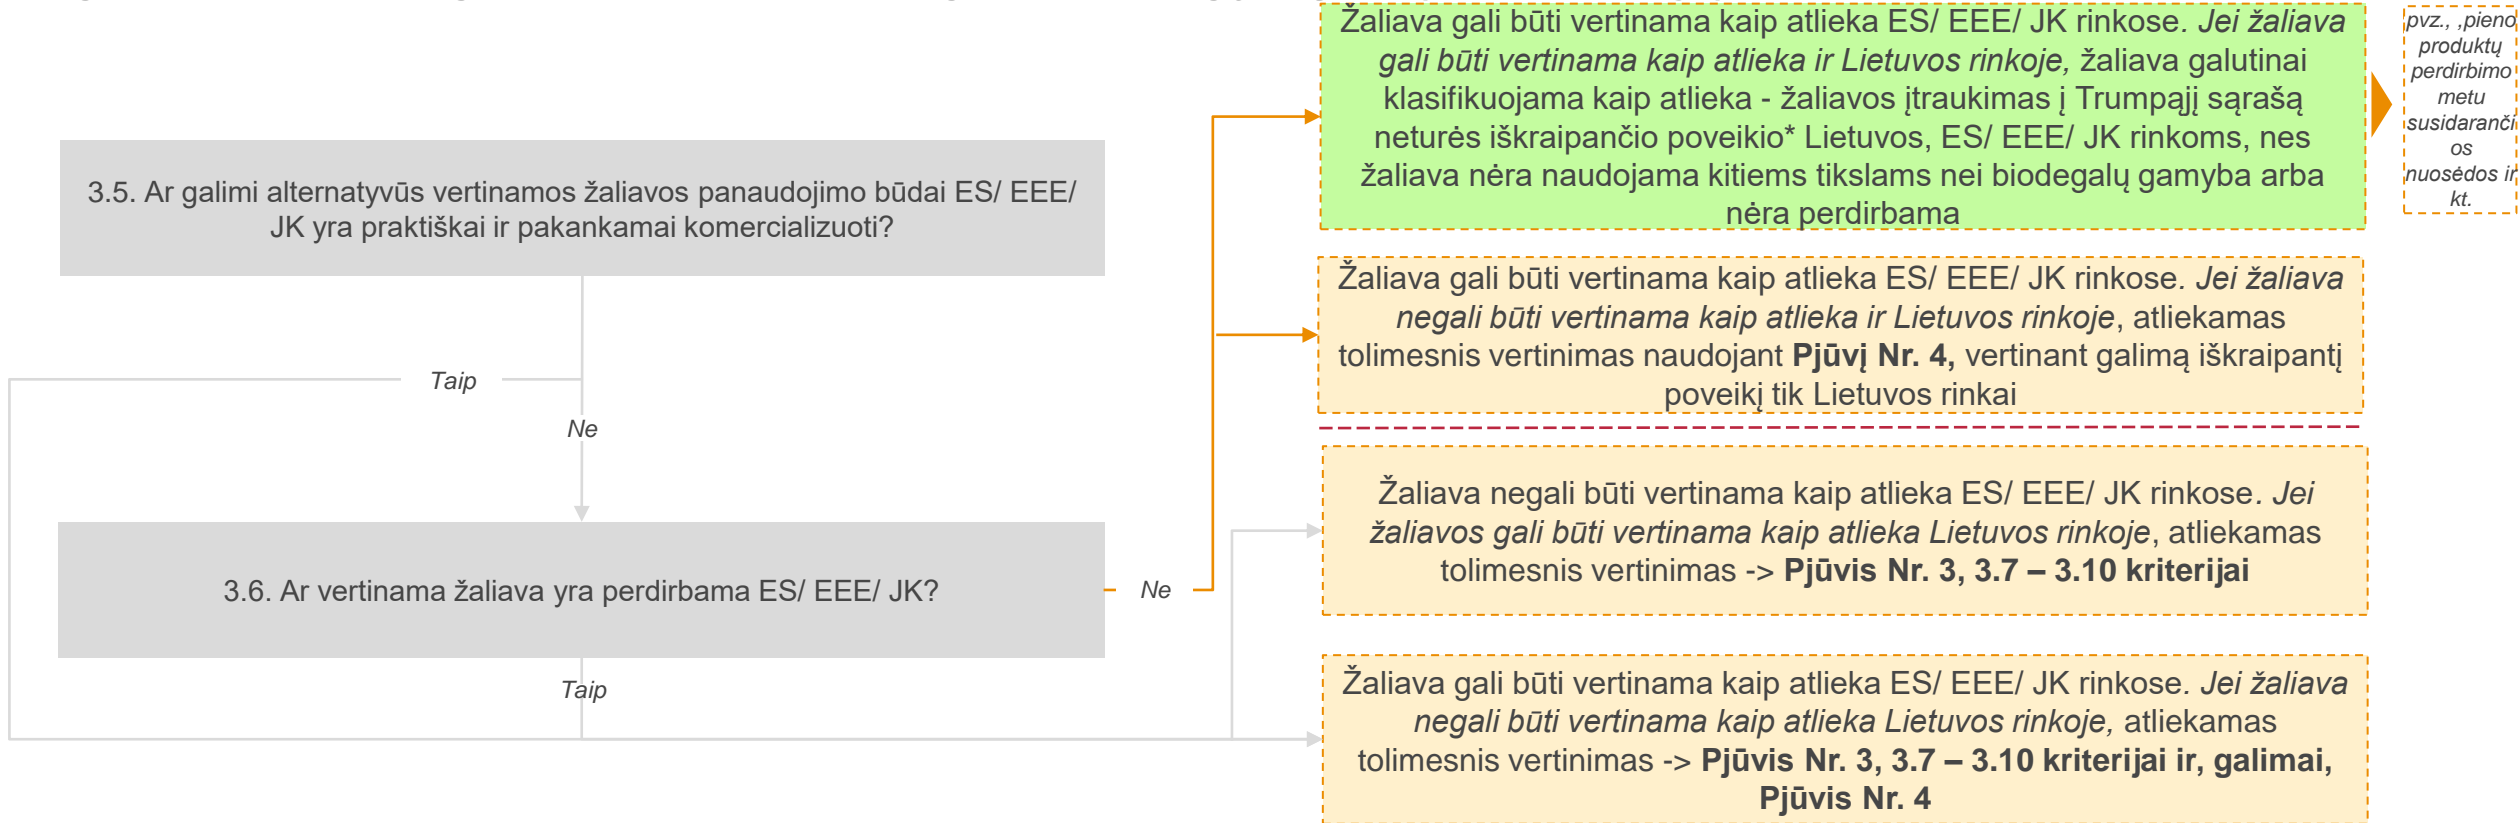 3.5. Ar galimi alternatyvūs vertinamos žaliavos panaudojimo būdai ES/ EEE/
JK yra praktiškai ir pakankamai komercializuoti?
Taip
Ne
3.6. Ar vertinama žaliava yra perdirbama ES/ EEE/ JK?
Ne
Taip
Žaliava gali būti vertinama kaip atlieka ES/ EEE/ JK rinkose. Jei žaliava
gali būti vertinama kaip atlieka ir Lietuvos rinkoje, žaliava galutinai
klasifikuojama kaip atlieka - žaliavos įtraukimas į Trumpąjį sąrašą
neturės iškraipančio poveikio* Lietuvos, ES/ EEE/ JK rinkoms, nes
žaliava nėra naudojama kitiems tikslams nei biodegalų gamyba arba
nėra perdirbama
pvz., ,pieno
produktų
perdirbimo
metu
susidaranči
os
nuosėdos ir
kt.
Žaliava gali būti vertinama kaip atlieka ES/ EEE/ JK rinkose. Jei žaliava
negali būti vertinama kaip atlieka ir Lietuvos rinkoje, atliekamas
tolimesnis vertinimas naudojant Pjūvį Nr. 4, vertinant galimą iškraipantį
poveikį tik Lietuvos rinkai
Žaliava negali būti vertinama kaip atlieka ES/ EEE/ JK rinkose. Jei
žaliavos gali būti vertinama kaip atlieka Lietuvos rinkoje, atliekamas
tolimesnis vertinimas -> Pjūvis Nr. 3, 3.7 – 3.10 kriterijai
Žaliava gali būti vertinama kaip atlieka ES/ EEE/ JK rinkose. Jei žaliava
negali būti vertinama kaip atlieka Lietuvos rinkoje, atliekamas
tolimesnis vertinimas -> Pjūvis Nr. 3, 3.7 – 3.10 kriterijai ir, galimai,
Pjūvis Nr. 4